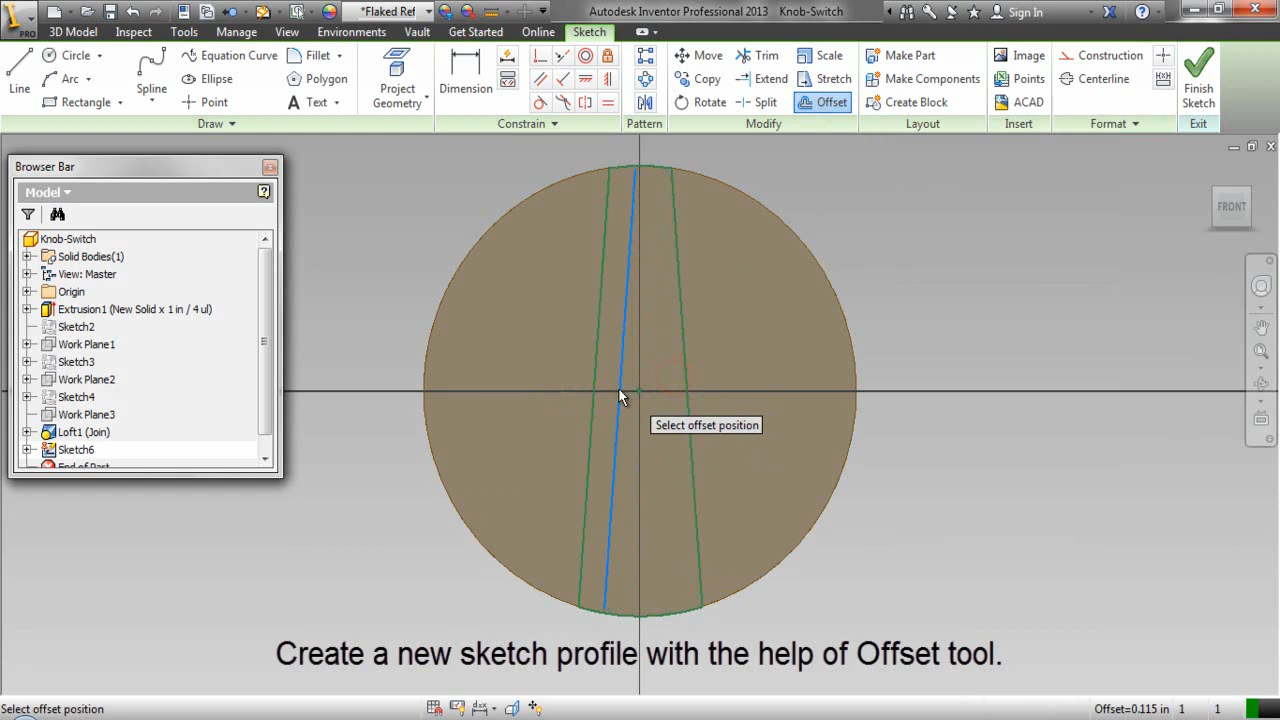 PRO
*Flaked Ref
Autodesk Inventor Professional 2013 Knob-Switch
Sign In
3D Model Inspect Tools Manage View Environments Vault Get Started Online Sketch
Line
Circle
Arc
Rectangle
Spline
Equation Curve
Ellipse
Point
Fillet
Polygon
Text
Project
Geometry
Dimension
Move
Copy
Rotate
Trim
Extend
Split
Scale
Stretch
Offset
Make Part
Make Components
Create Block
Image
Points
ACAD
Construction
Centerline
Finish
Sketch
Draw Constrain Pattern Modify Layout Insert Format Exit
Browser Bar
Model
Knob-Switch
Solid Bodies(1)
View: Master
Origin
Extrusion1 (New Solid x 1 in / 4 ul)
Sketch2
Work Plane1
Sketch3
Work Plane2
Sketch4
Work Plane3
Loft1 (Join)
Sketch6
End of Part
FRONT
Select offset position
Create a new sketch profile with the help of Offset tool.
Select offset position
Offset=0.115 in 1 1